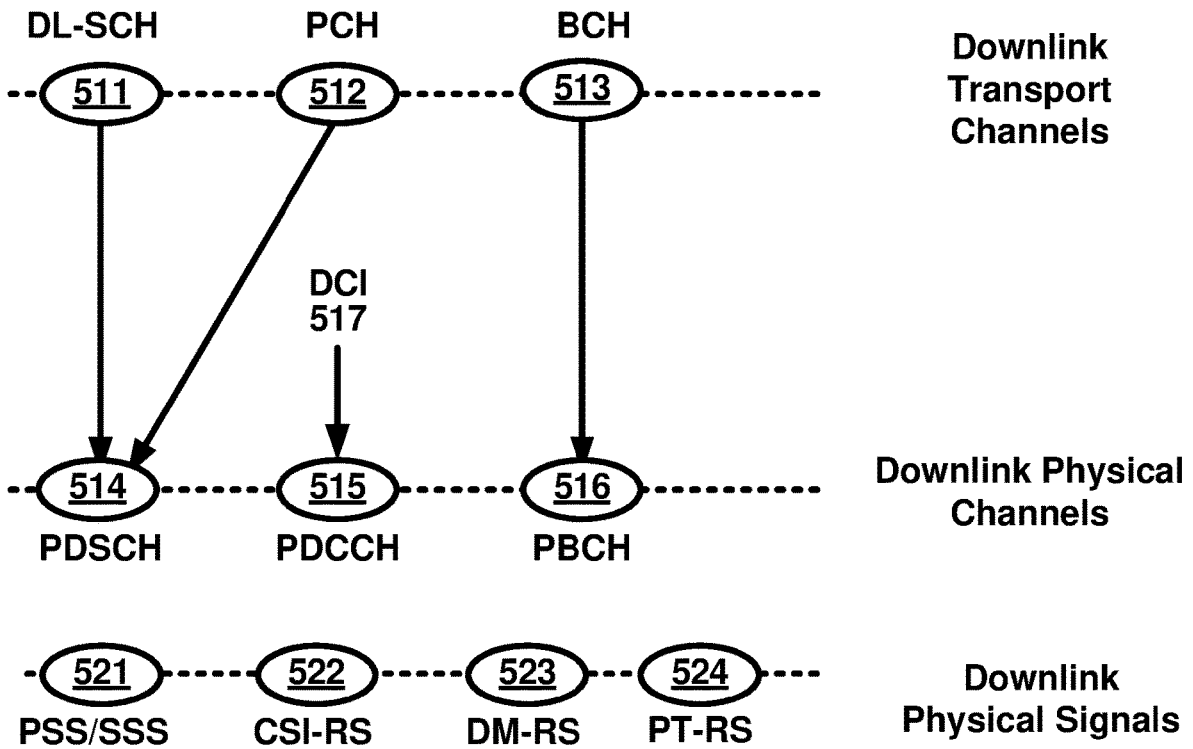 DL-SCH PCH BCH
511 512 513
Downlink
Transport
Channels
DCI
517
514 515 516
PDSCH PDCCH PBCH
Downlink Physical
Channels
521 522 523 524
PSS/SSS CSI-RS DM-RS PT-RS
Downlink
Physical Signals